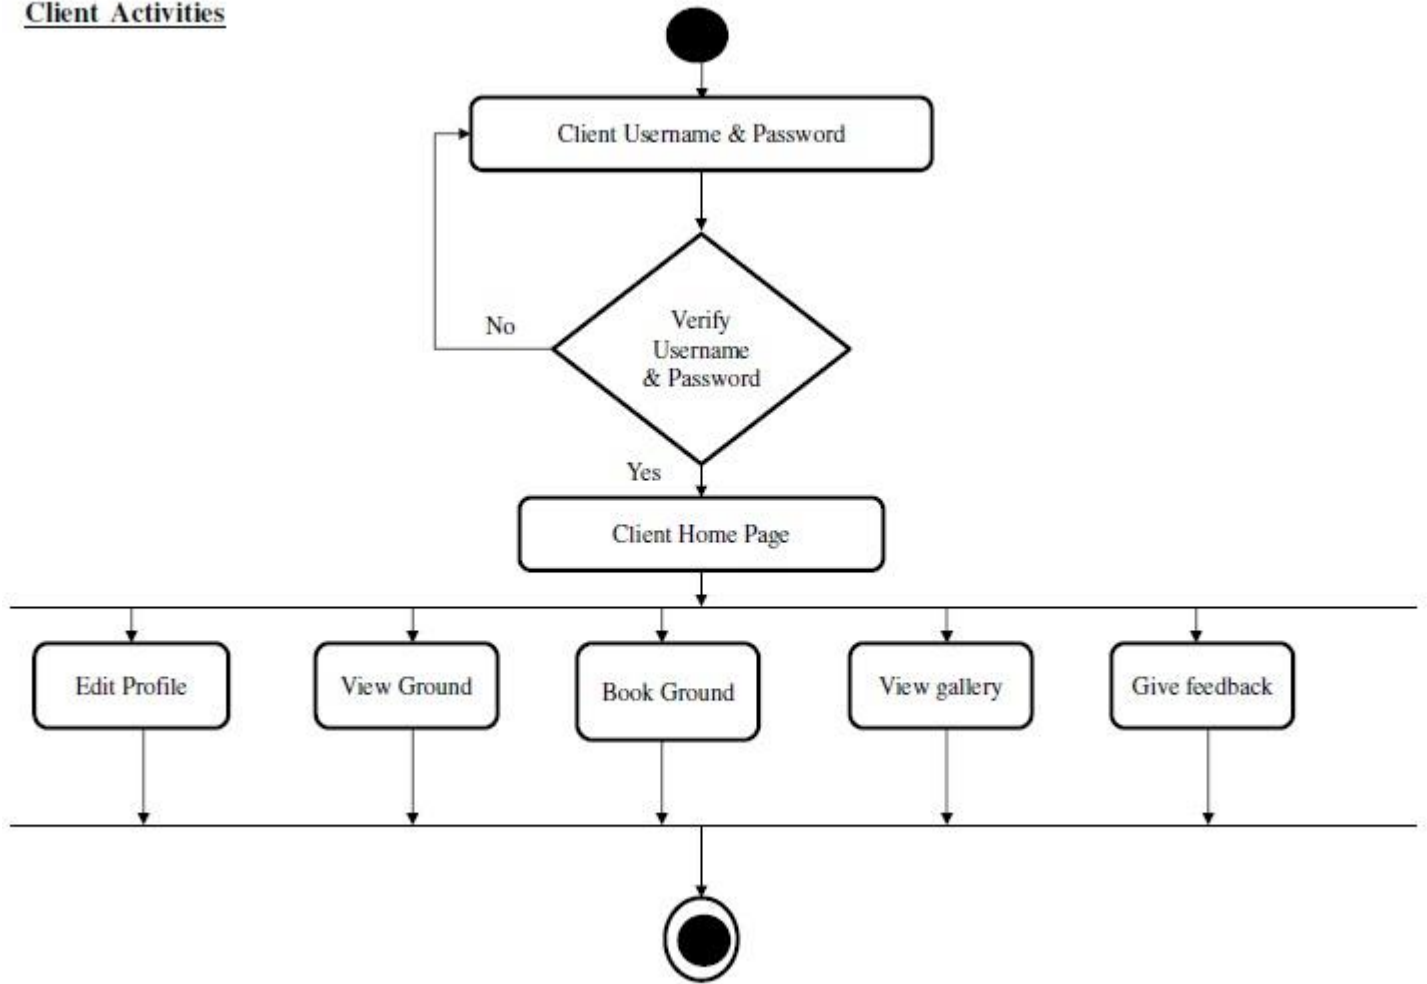 Client Activities
Client Username & Password
No
Verify
Username
& Password
Yes
Client Home Page
Edit Profile
View Ground
Book Ground
View gallery
Give feedback